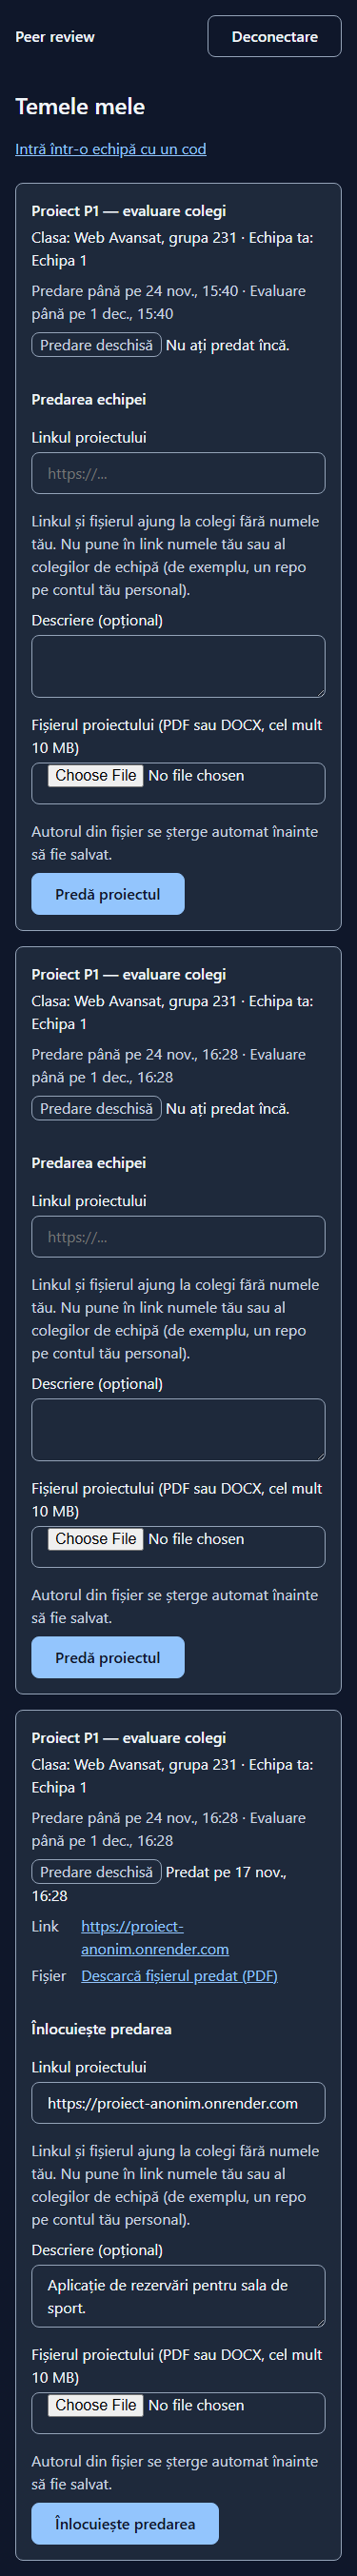 Peer review
Deconectare
Temele mele
Intră într-o echipă cu un cod
Proiect P1 — evaluare colegi
Clasa: Web Avansat, grupa 231 · Echipa ta:
Echipa 1
Predare până pe 24 nov., 15:40 · Evaluare
până pe 1 dec., 15:40
Predare deschisă Nu ați predat încă.
Predarea echipei
Linkul proiectului
https://...
Linkul și fișierul ajung la colegi fără numele
tău. Nu pune în link numele tău sau al
colegilor de echipă (de exemplu, un repo
pe contul tău personal).
Descriere (opțional)
Fișierul proiectului (PDF sau DOCX, cel mult
10 MB)
Choose File No file chosen
Autorul din fișier se șterge automat înainte
să fie salvat.
Predă proiectul
Proiect P1 — evaluare colegi
Clasa: Web Avansat, grupa 231 · Echipa ta:
Echipa 1
Predare până pe 24 nov., 16:28 · Evaluare
până pe 1 dec., 16:28
Predare deschisă Nu ați predat încă.
Predarea echipei
Linkul proiectului
https://...
Linkul și fișierul ajung la colegi fără numele
tău. Nu pune în link numele tău sau al
colegilor de echipă (de exemplu, un repo
pe contul tău personal).
Descriere (opțional)
Fișierul proiectului (PDF sau DOCX, cel mult
10 MB)
Choose File No file chosen
Autorul din fișier se șterge automat înainte
să fie salvat.
Predă proiectul
Proiect P1 — evaluare colegi
Clasa: Web Avansat, grupa 231 · Echipa ta:
Echipa 1
Predare până pe 24 nov., 16:28 · Evaluare
până pe 1 dec., 16:28
Predare deschisă Predat pe 17 nov.,
16:28
Link https://proiect-
anonim.onrender.com
Fișier Descarcă fișierul predat (PDF)
Înlocuiește predarea
Linkul proiectului
https://proiect-anonim.onrender.com
Linkul și fișierul ajung la colegi fără numele
tău. Nu pune în link numele tău sau al
colegilor de echipă (de exemplu, un repo
pe contul tău personal).
Descriere (opțional)
Aplicație de rezervări pentru sala de
sport.
Fișierul proiectului (PDF sau DOCX, cel mult
10 MB)
Choose File No file chosen
Autorul din fișier se șterge automat înainte
să fie salvat.
Înlocuiește predarea